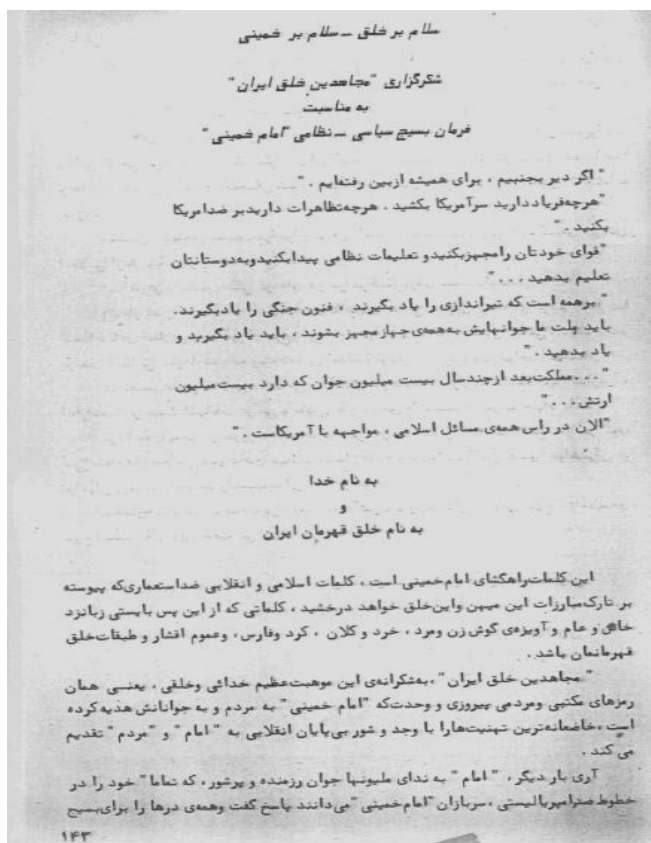 سلام بر خلق ــ سلام بر خمینی
شکرگزاری "مجاهدین خلق ایران"
به مناسبت
فرمان بسیج سیاسی ــ نظامی "امام خمینی"
" اگر دیر بجنبیم ، برای همیشه ازبین رفته‌ایم . "
"هرچه‌فریاد دارید سرآمریکا بکشید . هرچه‌تظاهرات داریدبر ضدامریکا
بکنید . "
"قوای خودتان رامجهزبکنیدو تعلیمات نظامی پیدابکنیدوبه‌دوستانتان
تعلیم بدهید ..."
"برهمه است که تیراندازی را یاد بگیرند ، فنون جنگی را یادبگیرند.
باید ملت ما جوانهایش به‌همه‌ی‌جهاز مجهز بشوند ، باید یاد بگیرید و
یاد بدهید . "
" ...مملکت‌بعد ازچندسال بیست میلیون جوان که دارد بیست‌میلیون
ارتش..."
"الان در راس همه‌ی مسائل اسلامی ، مواجهه با آمریکاست . "
به نام خدا
و
به نام خلق قهرمان ایران
این کلمات‌راهگشای امام‌خمینی است ، کلمات اسلامی و انقلابی ضداستعماری‌که پیوسته
بر تارک‌مبارزات این میهن واین‌خلق خواهد درخشید ، کلماتی که از این پس بایستی زبانزد
خاص و عام و آویزه‌ی گوش زن ومرد ، خرد و کلان ، کرد وفارس ، وعموم اقشار و طبقات‌خلق
قهرمانمان باشد .
"مجاهدین خلق ایران" ،به‌شکرانه‌ی این موهبت‌عظیم خدائی وخلقی ، یعنـی همان
رمزهای مکتبی ومردمی پیروزی و وحدت‌که "امام خمینی" به مردم و به جوانانش هدیه‌کرده
است ،خاضعانه‌ترین تهنیت‌هارا با وجد و شور بی‌پایان انقلابی به "امام" و "مردم" تقدیم
می کند .
آری بار دیگر ، "امام" به ندای ملیونها جوان رزمنده و پرشور ، که تماما" خود را در
خطوط ضدامپریالیستی ،سربازان "امام‌خمینی" می‌دانند پاسخ گفت وهمه‌ی درها را برای‌بسیج
۱۴۳